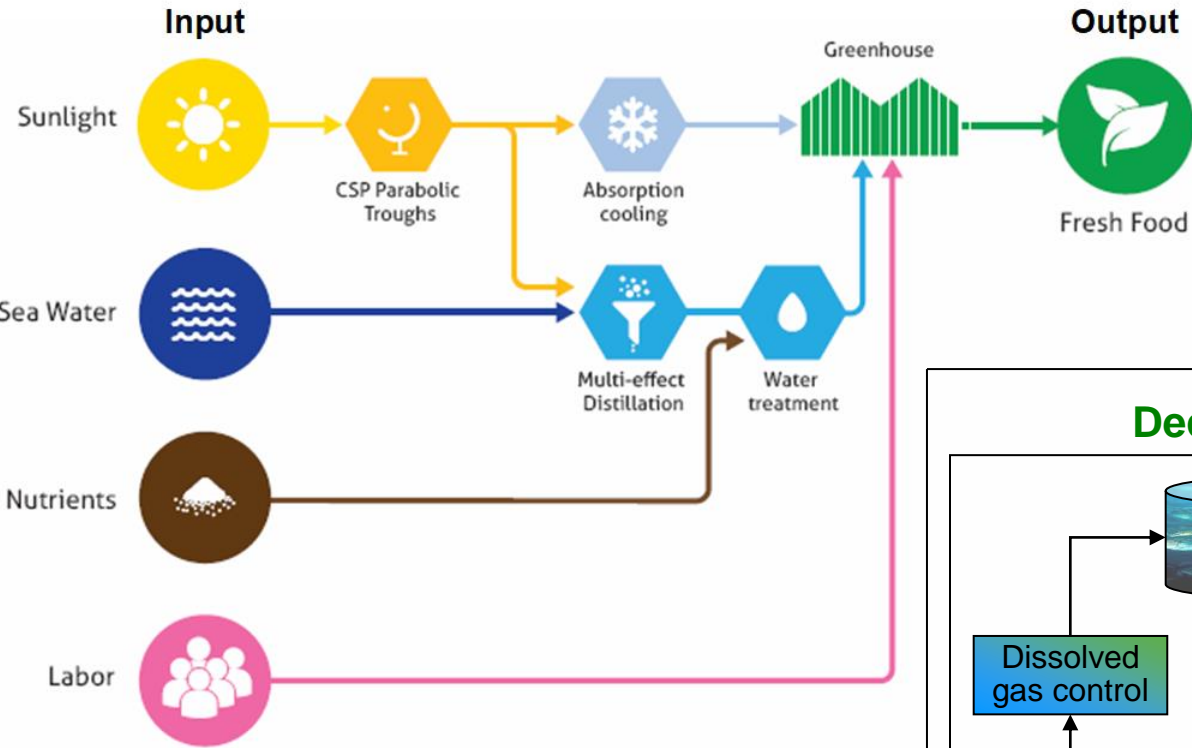 Input
Output
Greenhouse
Sunlight
CSP Parabolic
Troughs
Absorption
cooling
Fresh Food
Sea Water
Multi-effect
Distillation
Water
treatment
Nutrients
Labor
Dissolved
gas control